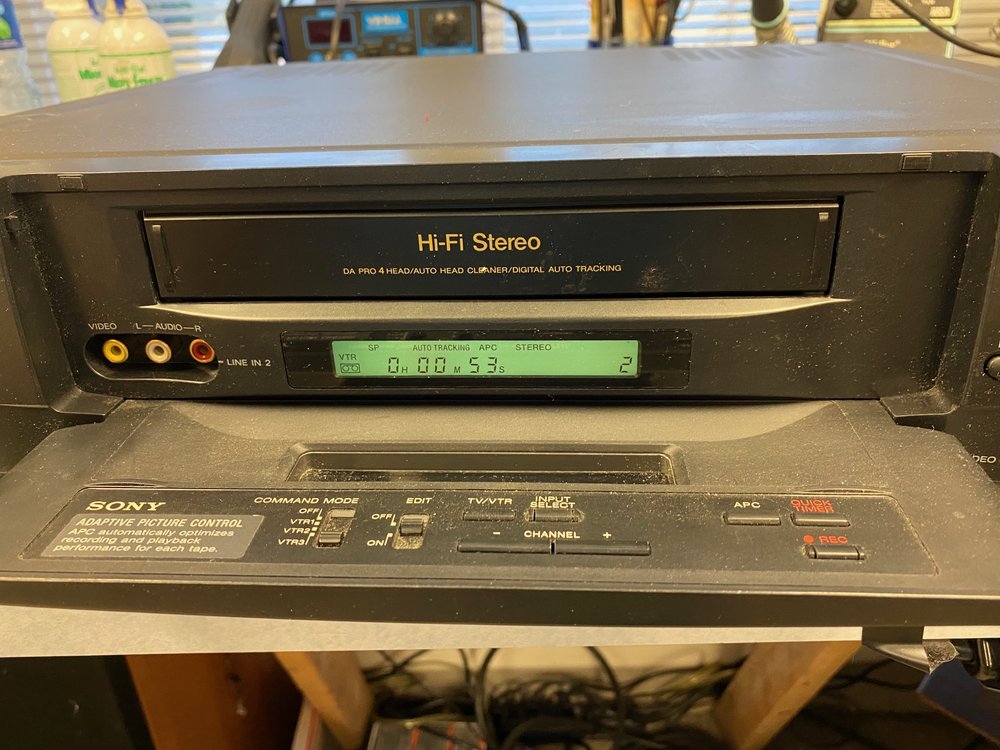 Hi-Fi Stereo
DA PRO 4 HEAD/AUTO HEAD CLEANER/DIGITAL AUTO TRACKING
VIDEO L—AUDIO—R
LINE IN 2
SP AUTO TRACKING APC STEREO
VTR
0H 00M 53S 2
SONY
ADAPTIVE PICTURE CONTROL
APC automatically optimizes
recording and playback
performance for each tape.
COMMAND MODE
OFF
VTR1
VTR2
VTR3
EDIT
OFF
ON
TV/VTR
INPUT
SELECT
− CHANNEL +
APC
QUICK
TIMER
REC